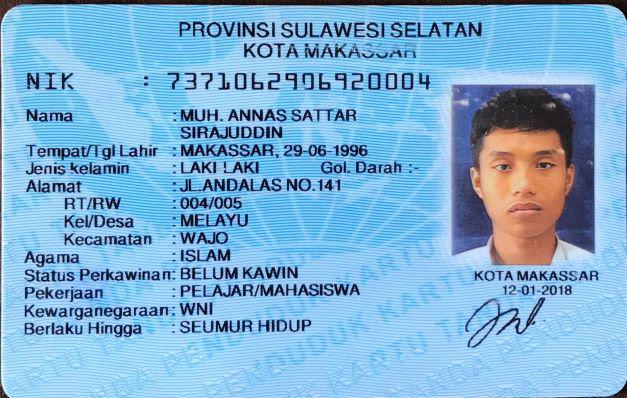 PROVINSI SULAWESI SELATAN
KOTA MAKASSAR
NIK : 7371062906920004
Nama : MUH. ANNAS SATTAR
SIRAJUDDIN
Tempat/Tgl Lahir : MAKASSAR, 29-06-1996
Jenis kelamin : LAKI LAKI Gol. Darah :-
Alamat : JL.ANDALAS NO.141
RT/RW : 004/005
Kel/Desa : MELAYU
Kecamatan : WAJO
Agama : ISLAM
Status Perkawinan: BELUM KAWIN
Pekerjaan : PELAJAR/MAHASISWA
Kewarganegaraan: WNI
Berlaku Hingga : SEUMUR HIDUP
KOTA MAKASSAR
12-01-2018